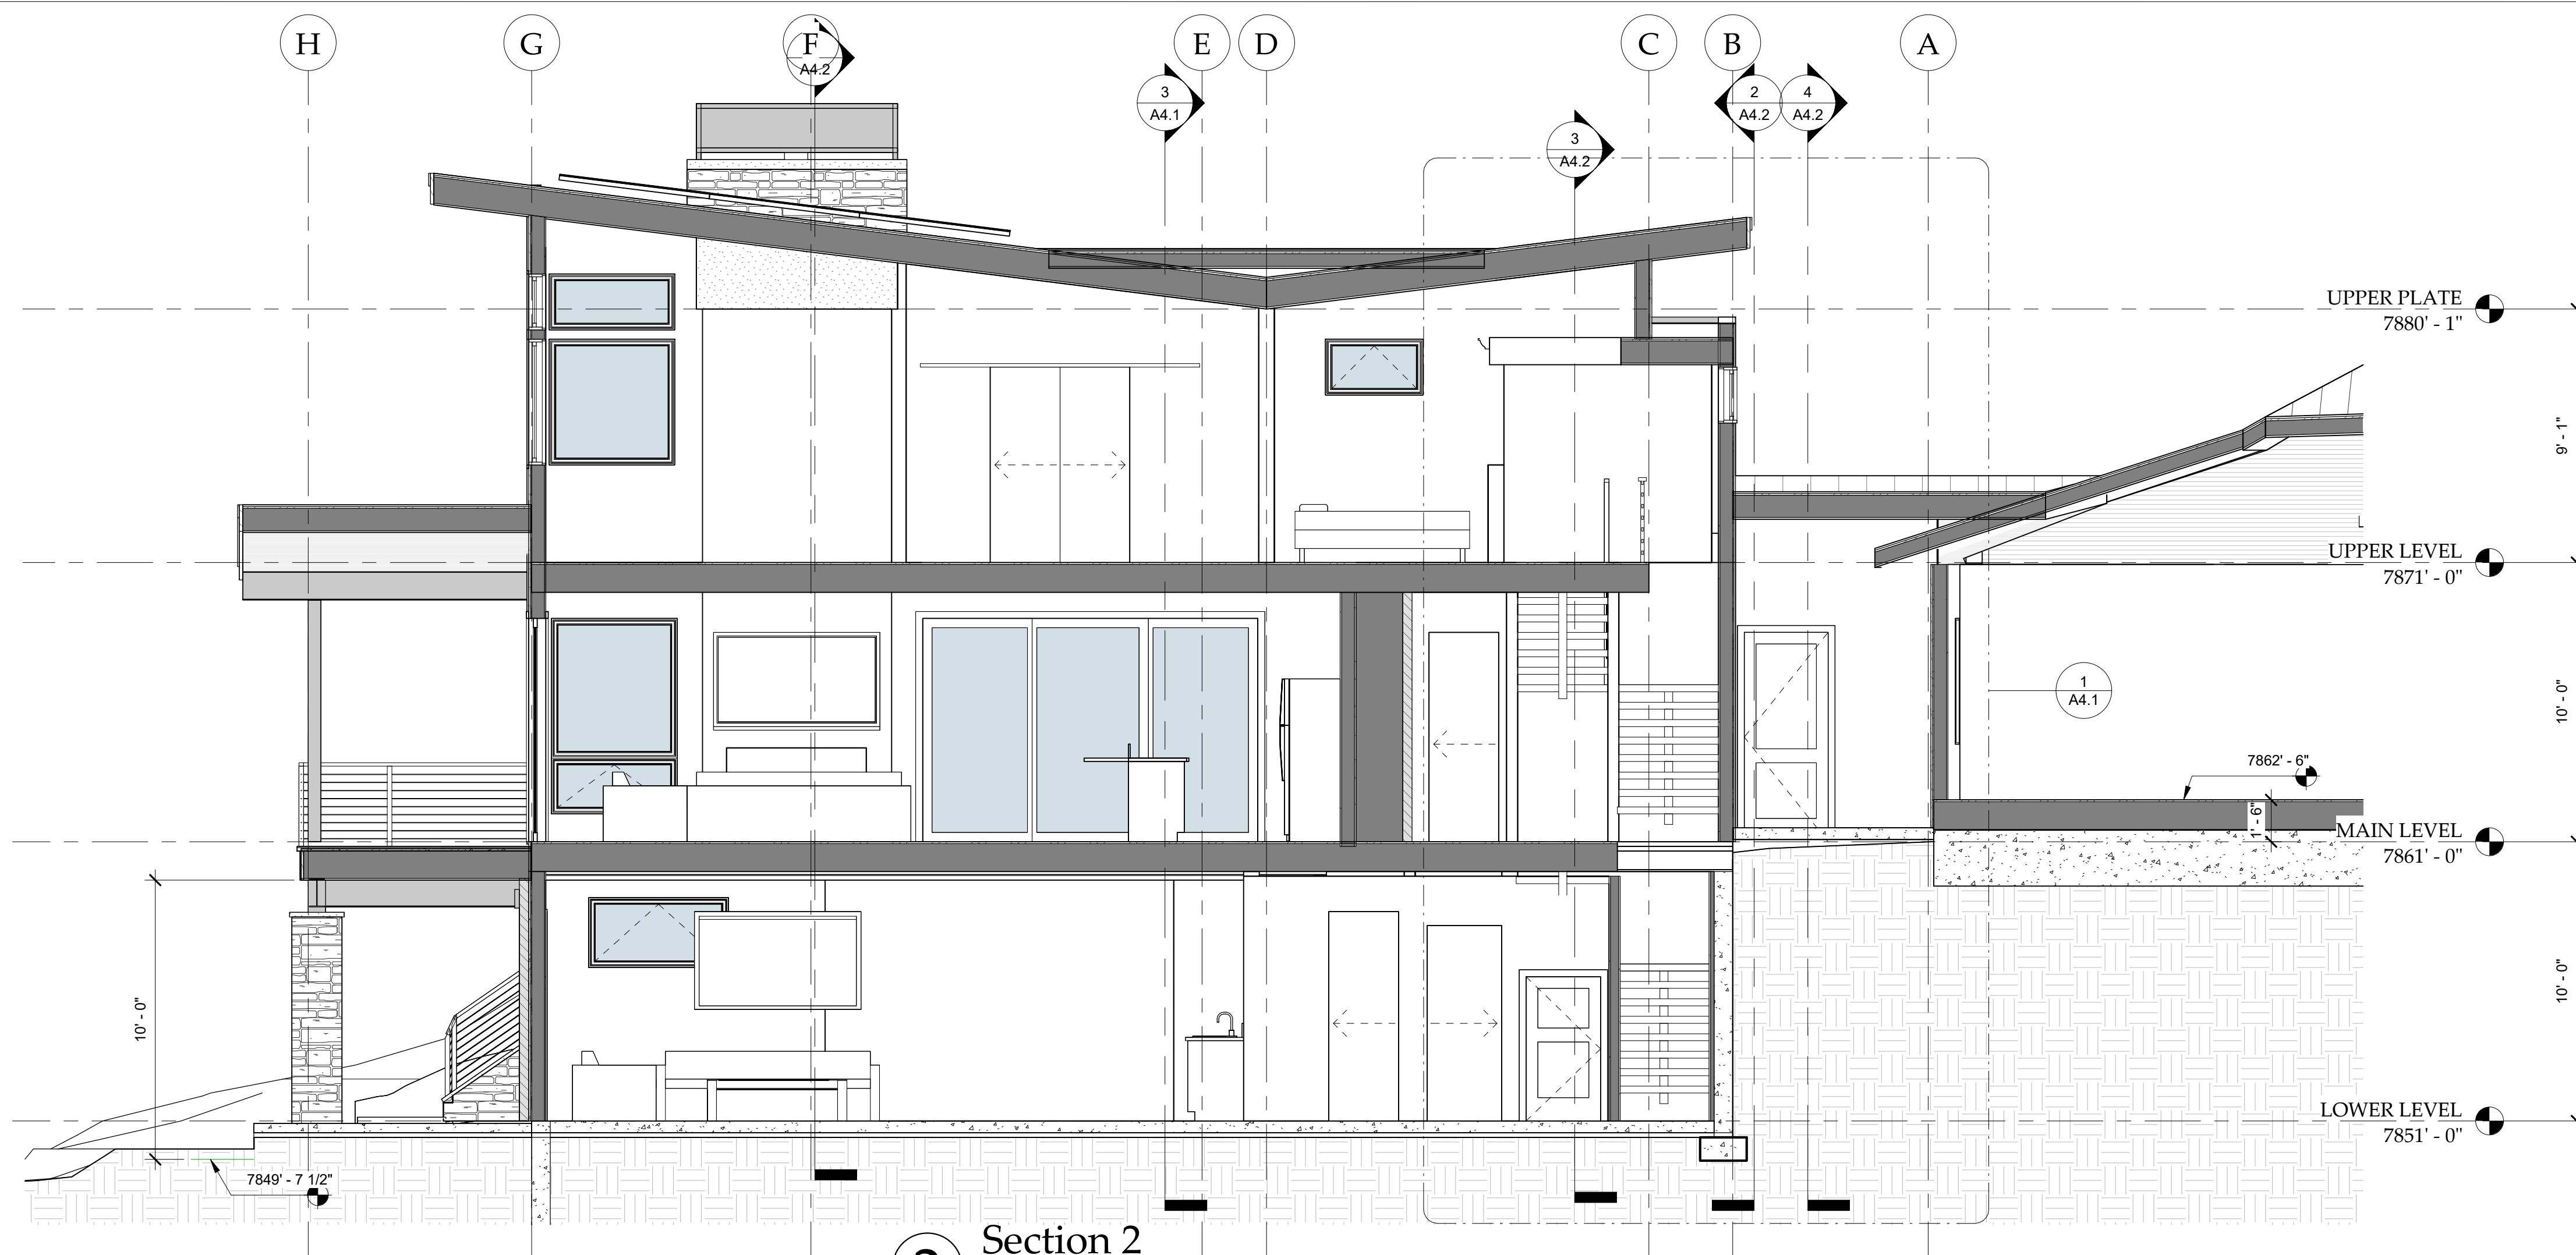 H
G
F
E
D
C
B
A
A4.2
3
A4.1
2
A4.2
4
A4.2
3
A4.2
UPPER PLATE
7880' - 1"
9' - 1"
UPPER LEVEL
7871' - 0"
1
A4.1
10' - 0"
7862' - 6"
1' - 6"
MAIN LEVEL
7861' - 0"
10' - 0"
10' - 0"
LOWER LEVEL
7851' - 0"
7849' - 7 1/2"
Section 2